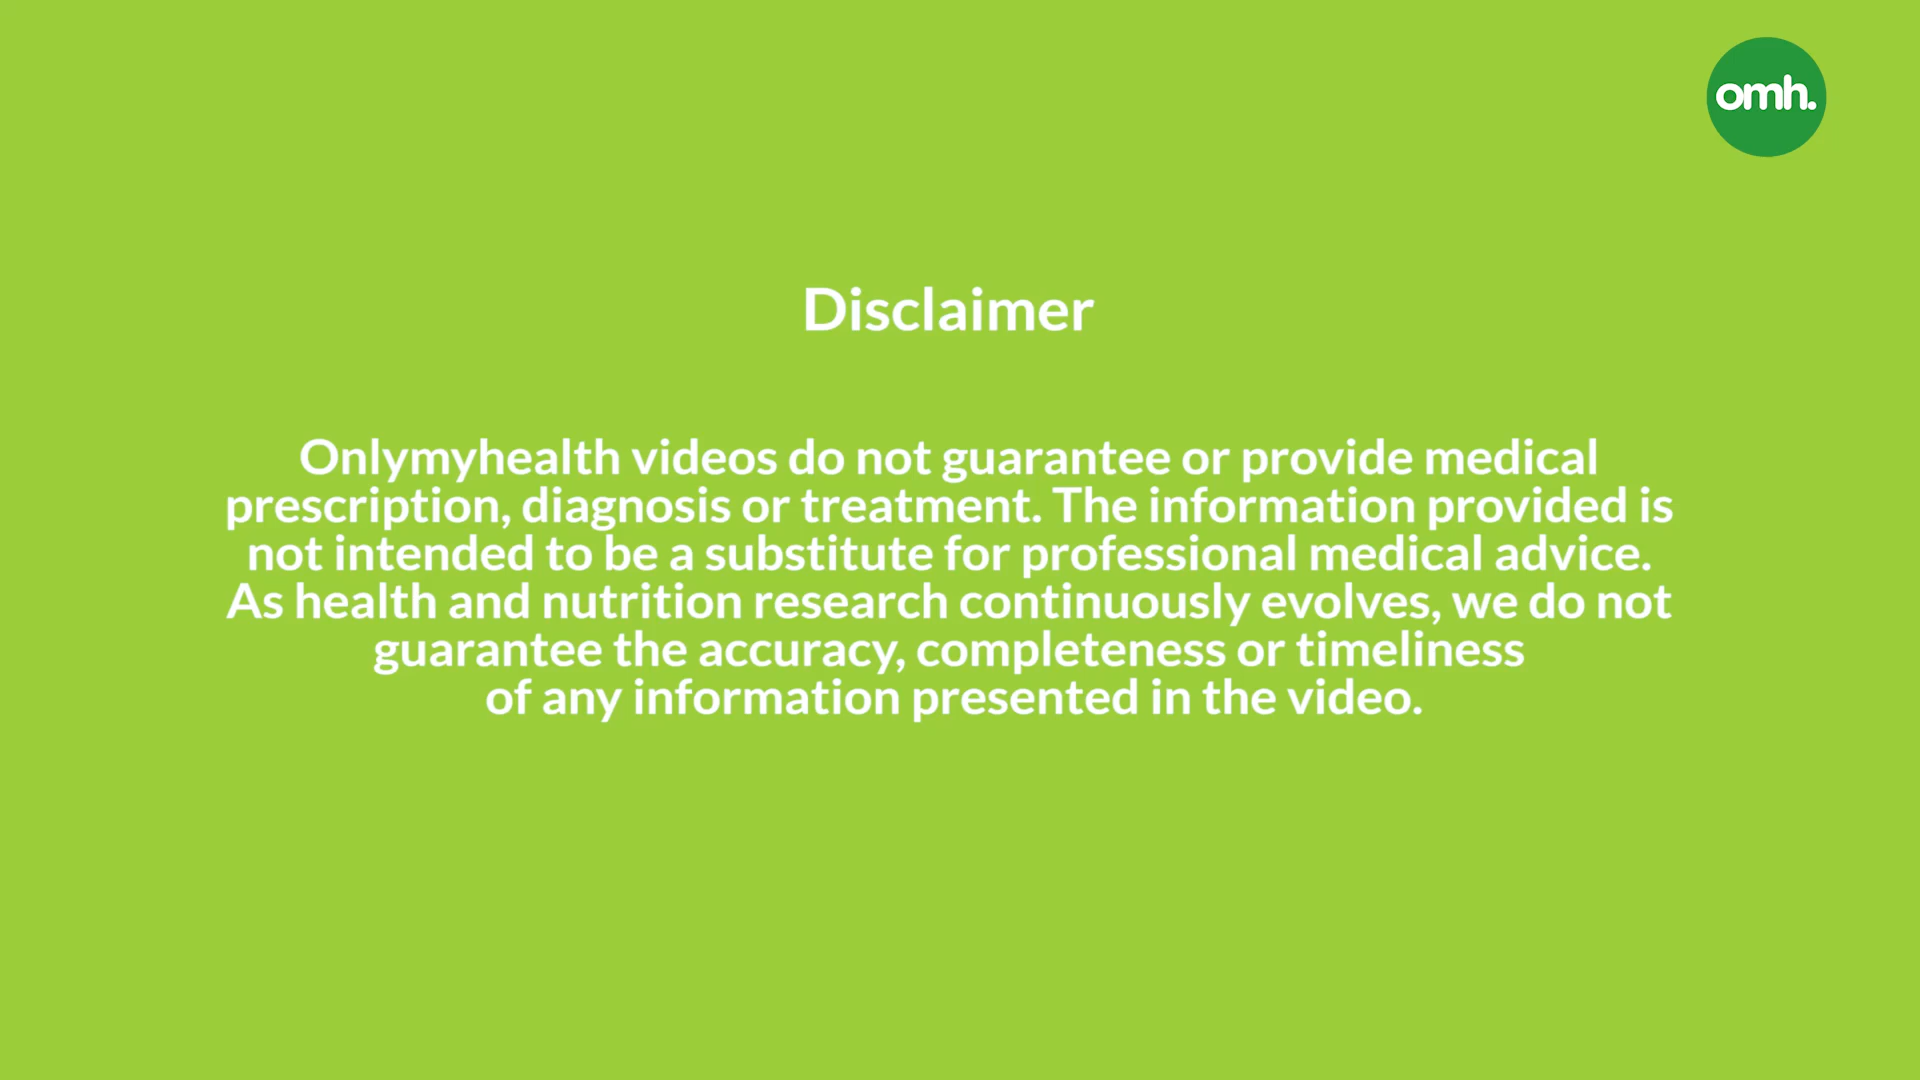 omh.
Disclaimer
Onlymyhealth videos do not guarantee or provide medical
prescription, diagnosis or treatment. The information provided is
not intended to be a substitute for professional medical advice.
As health and nutrition research continuously evolves, we do not
guarantee the accuracy, completeness or timeliness
of any information presented in the video.